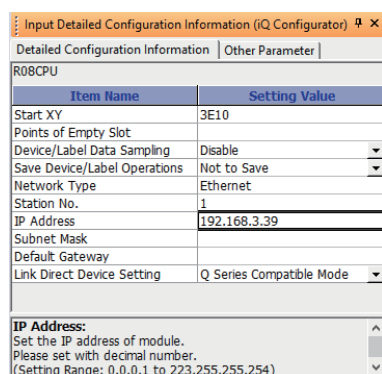 Input Detailed Configuration Information (iQ Configurator)
Detailed Configuration Information Other Parameter
R08CPU
Item Name Setting Value
Start XY 3E10
Points of Empty Slot
Device/Label Data Sampling Disable
Save Device/Label Operations Not to Save
Network Type Ethernet
Station No. 1
IP Address 192.168.3.39
Subnet Mask
Default Gateway
Link Direct Device Setting Q Series Compatible Mode
IP Address:
Set the IP address of module.
Please set with decimal number.
(Setting Range: 0.0.0.1 to 223.255.255.254)